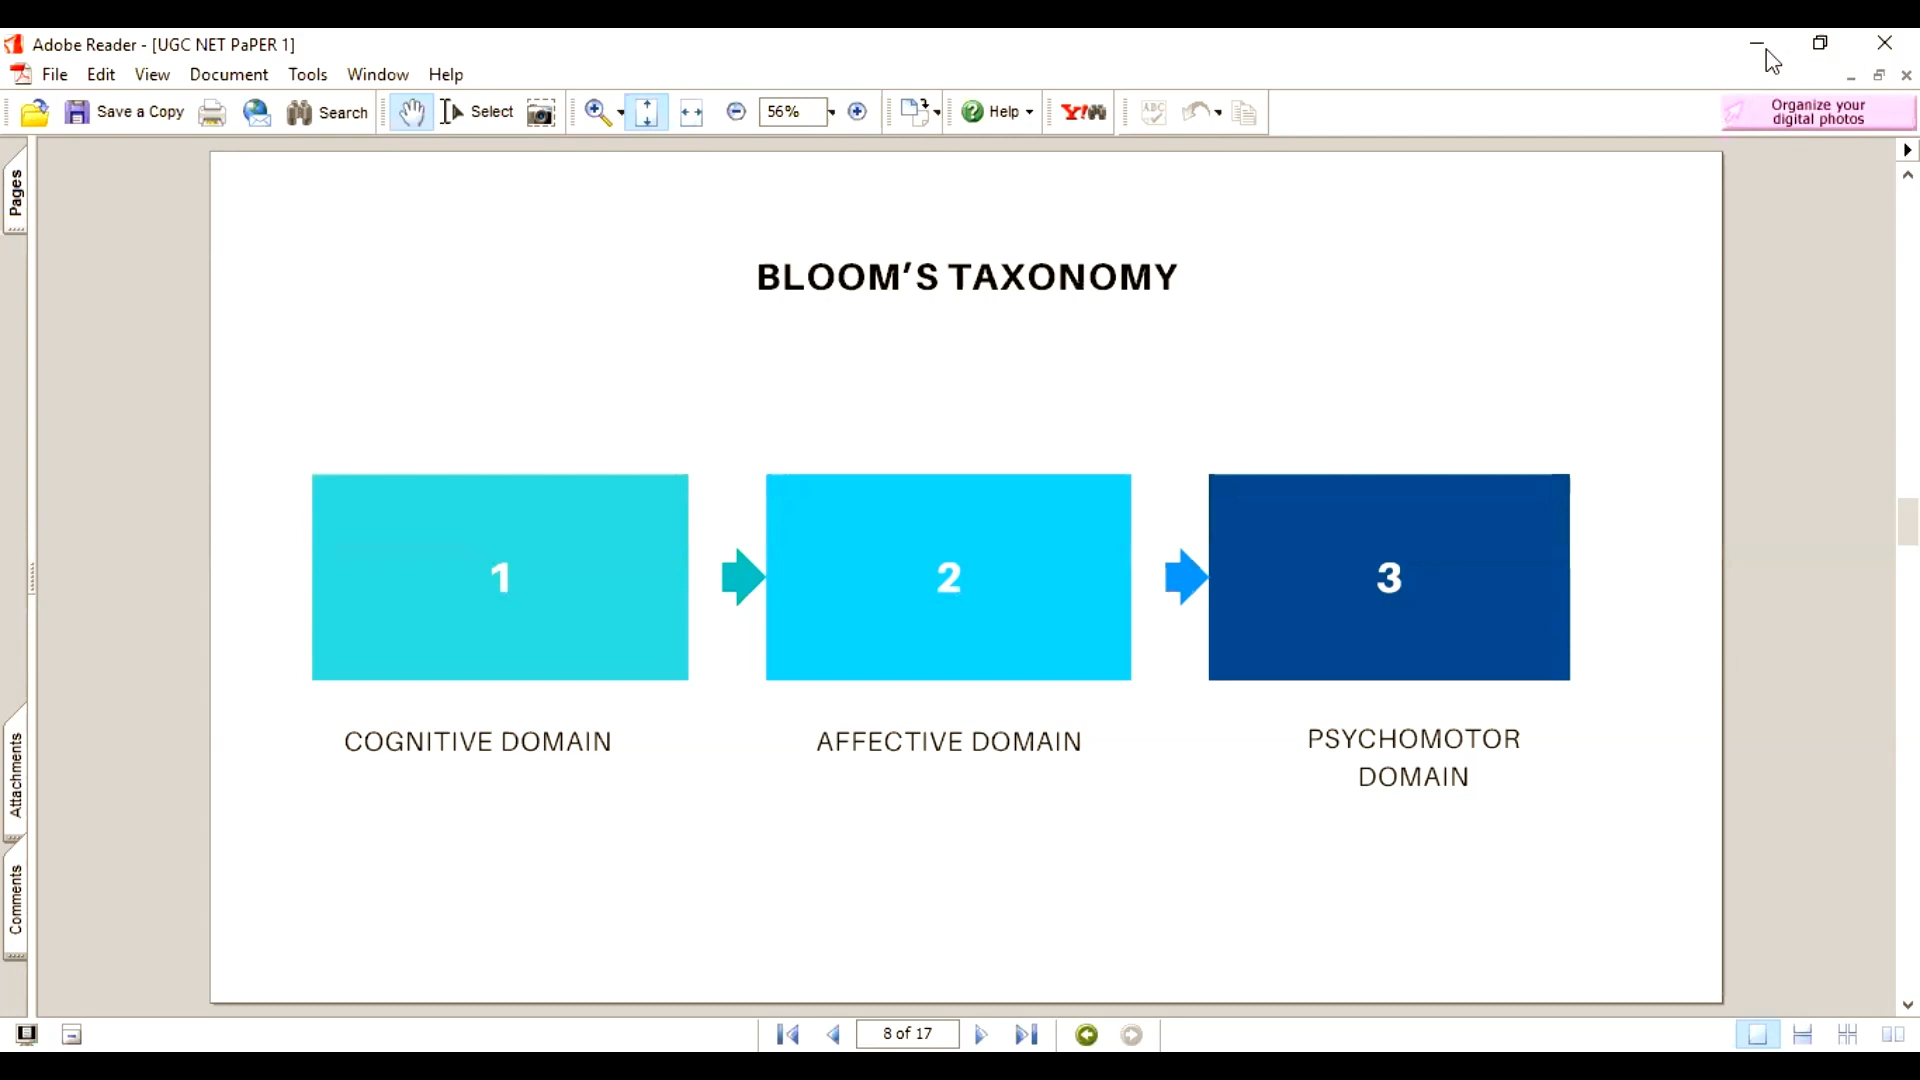 Adobe Reader - [UGC NET PaPER 1]
File Edit View Document Tools Window Help
Save a Copy Search Select 56% Help Y! ABC
Organize your
digital photos
Pages
BLOOM’S TAXONOMY
1 2 3
COGNITIVE DOMAIN AFFECTIVE DOMAIN PSYCHOMOTOR
DOMAIN
Attachments
Comments
8 of 17